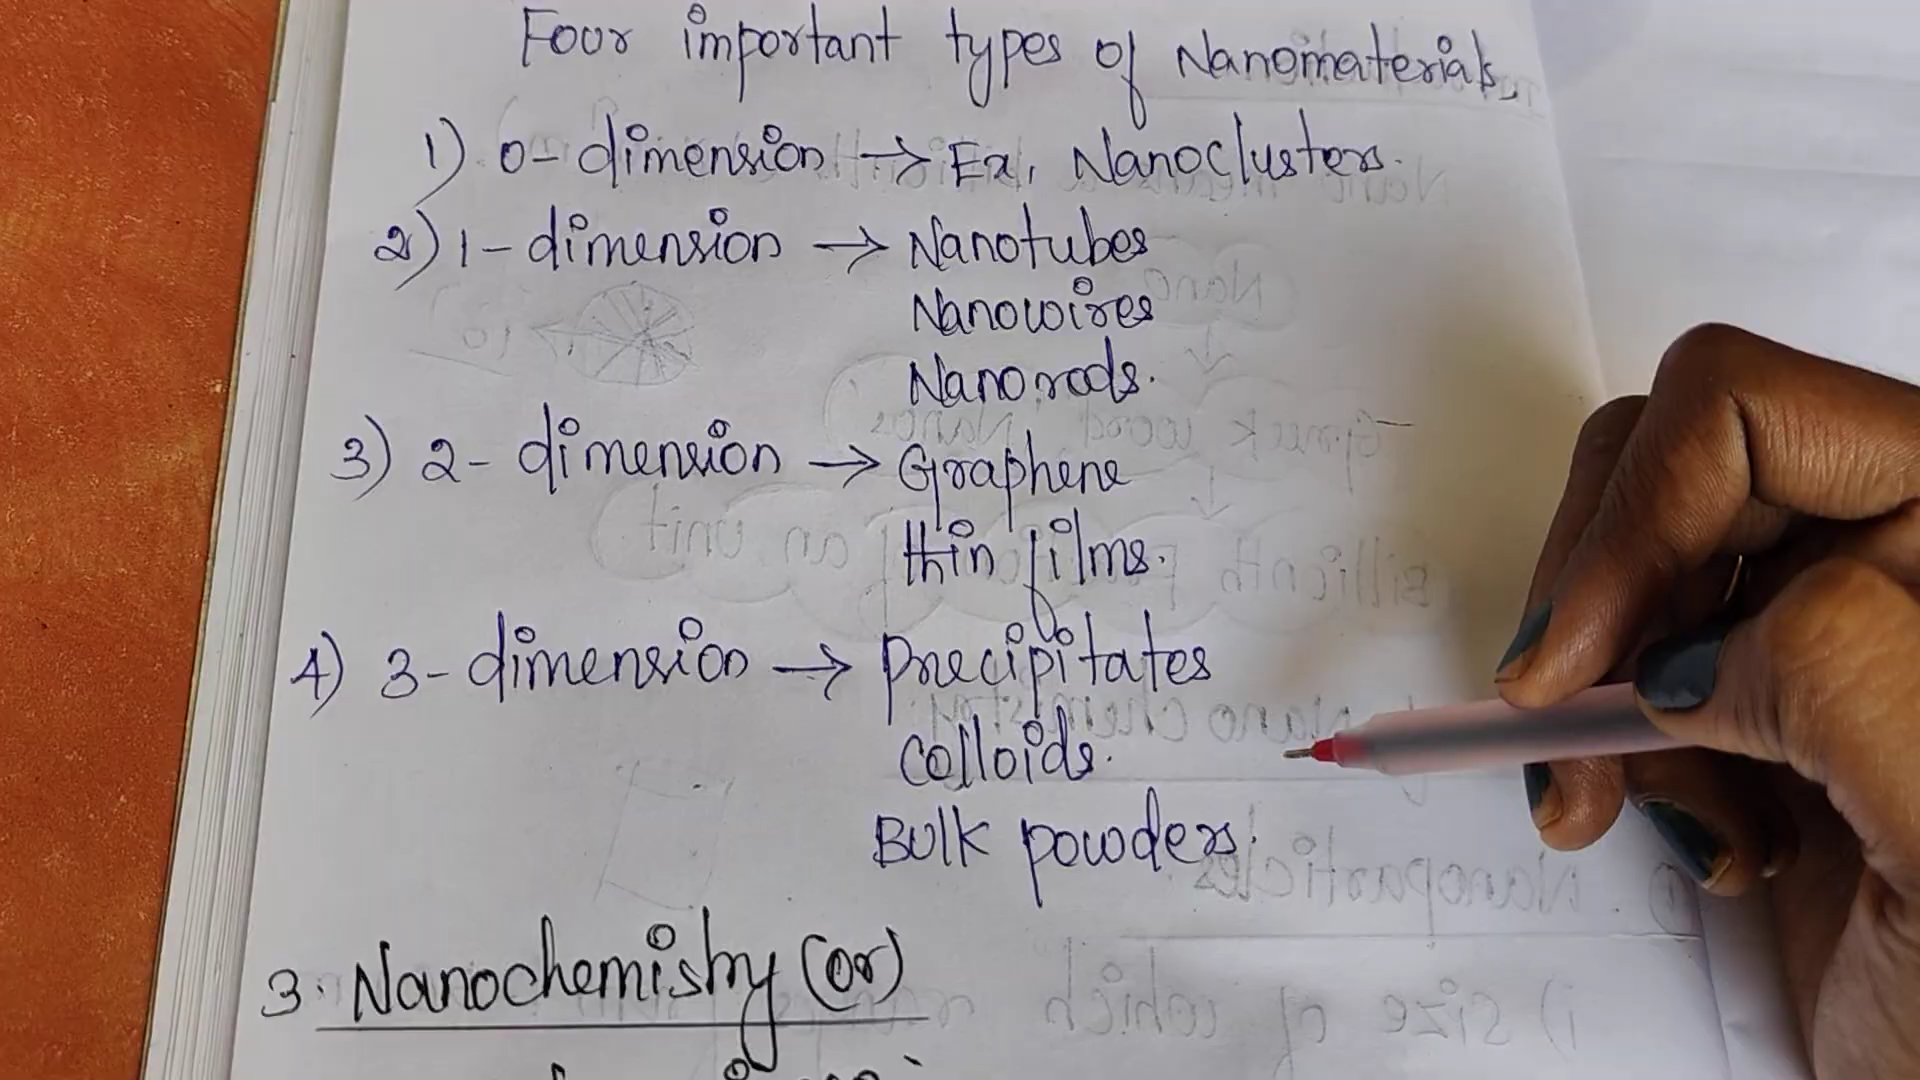 Four important types of Nanomaterials.
1) 0-dimension → Ex, Nanoclusters.
2) 1-dimension → Nanotubes
Nanowires
Nanorods.
3) 2-dimension → Graphene
thin films.
4) 3-dimension → Precipitates
Colloids.
Bulk powders.
3. Nanochemistry (or)